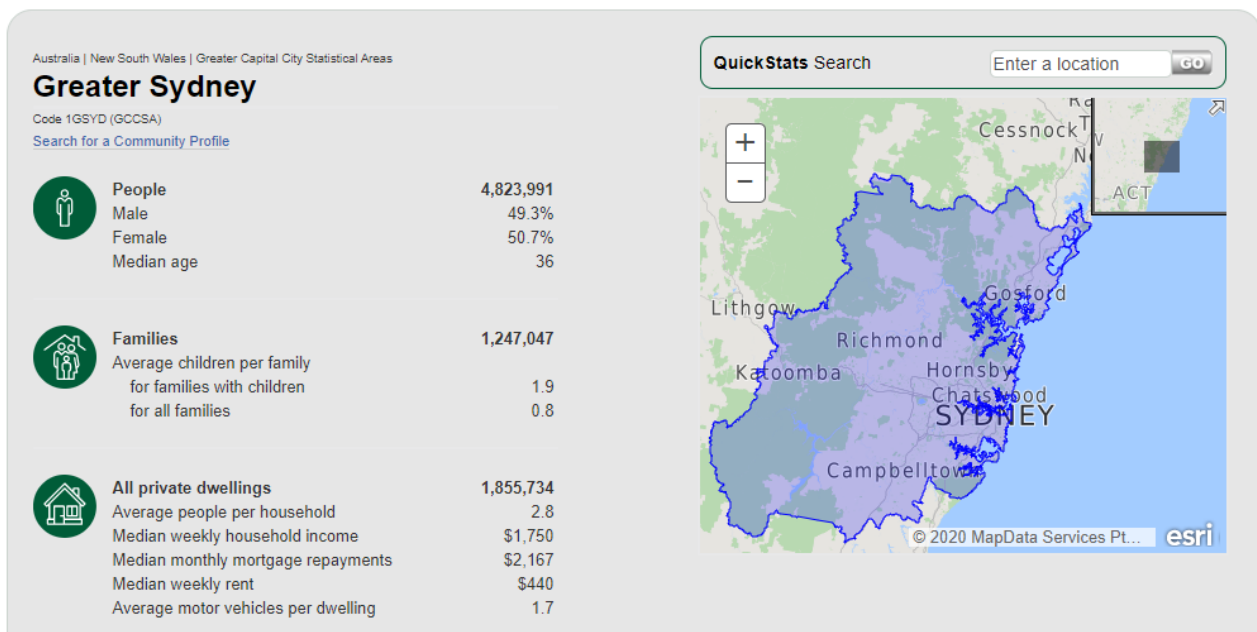 Australia | New South Wales | Greater Capital City Statistical Areas
Greater Sydney
Code 1GSYD (GCCSA)
Search for a Community Profile
People 4,823,991
Male 49.3%
Female 50.7%
Median age 36
Families 1,247,047
Average children per family
for families with children 1.9
for all families 0.8
All private dwellings 1,855,734
Average people per household 2.8
Median weekly household income $1,750
Median monthly mortgage repayments $2,167
Median weekly rent $440
Average motor vehicles per dwelling 1.7
QuickStats Search
Enter a location GO
+
−
Cessnock
ACT
Gosford
Lithgow
Richmond
Katoomba
Hornsby
Chatswood
SYDNEY
Campbelltown
© 2020 MapData Services Pt... esri